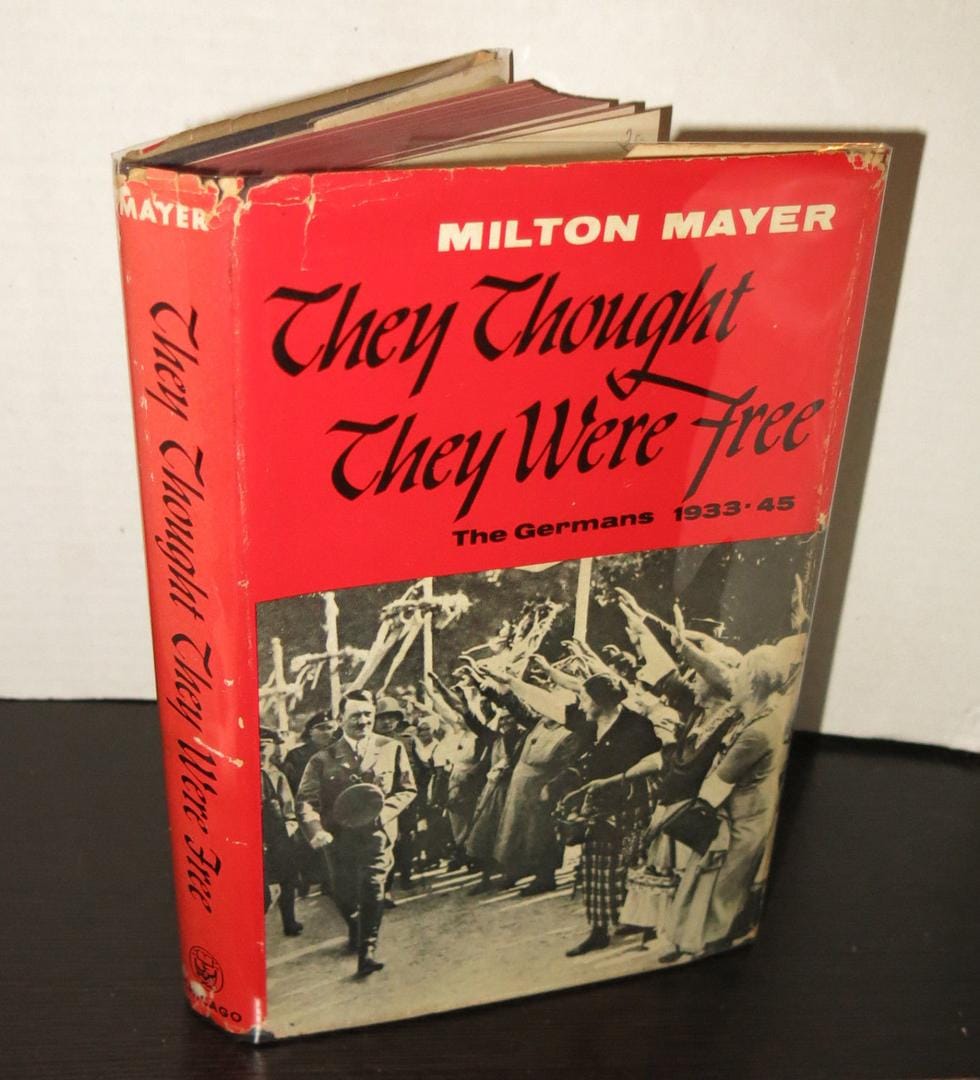 MAYER
They Thought They Were Free
MILTON MAYER
They Thought
They Were Free
The Germans 1933·45